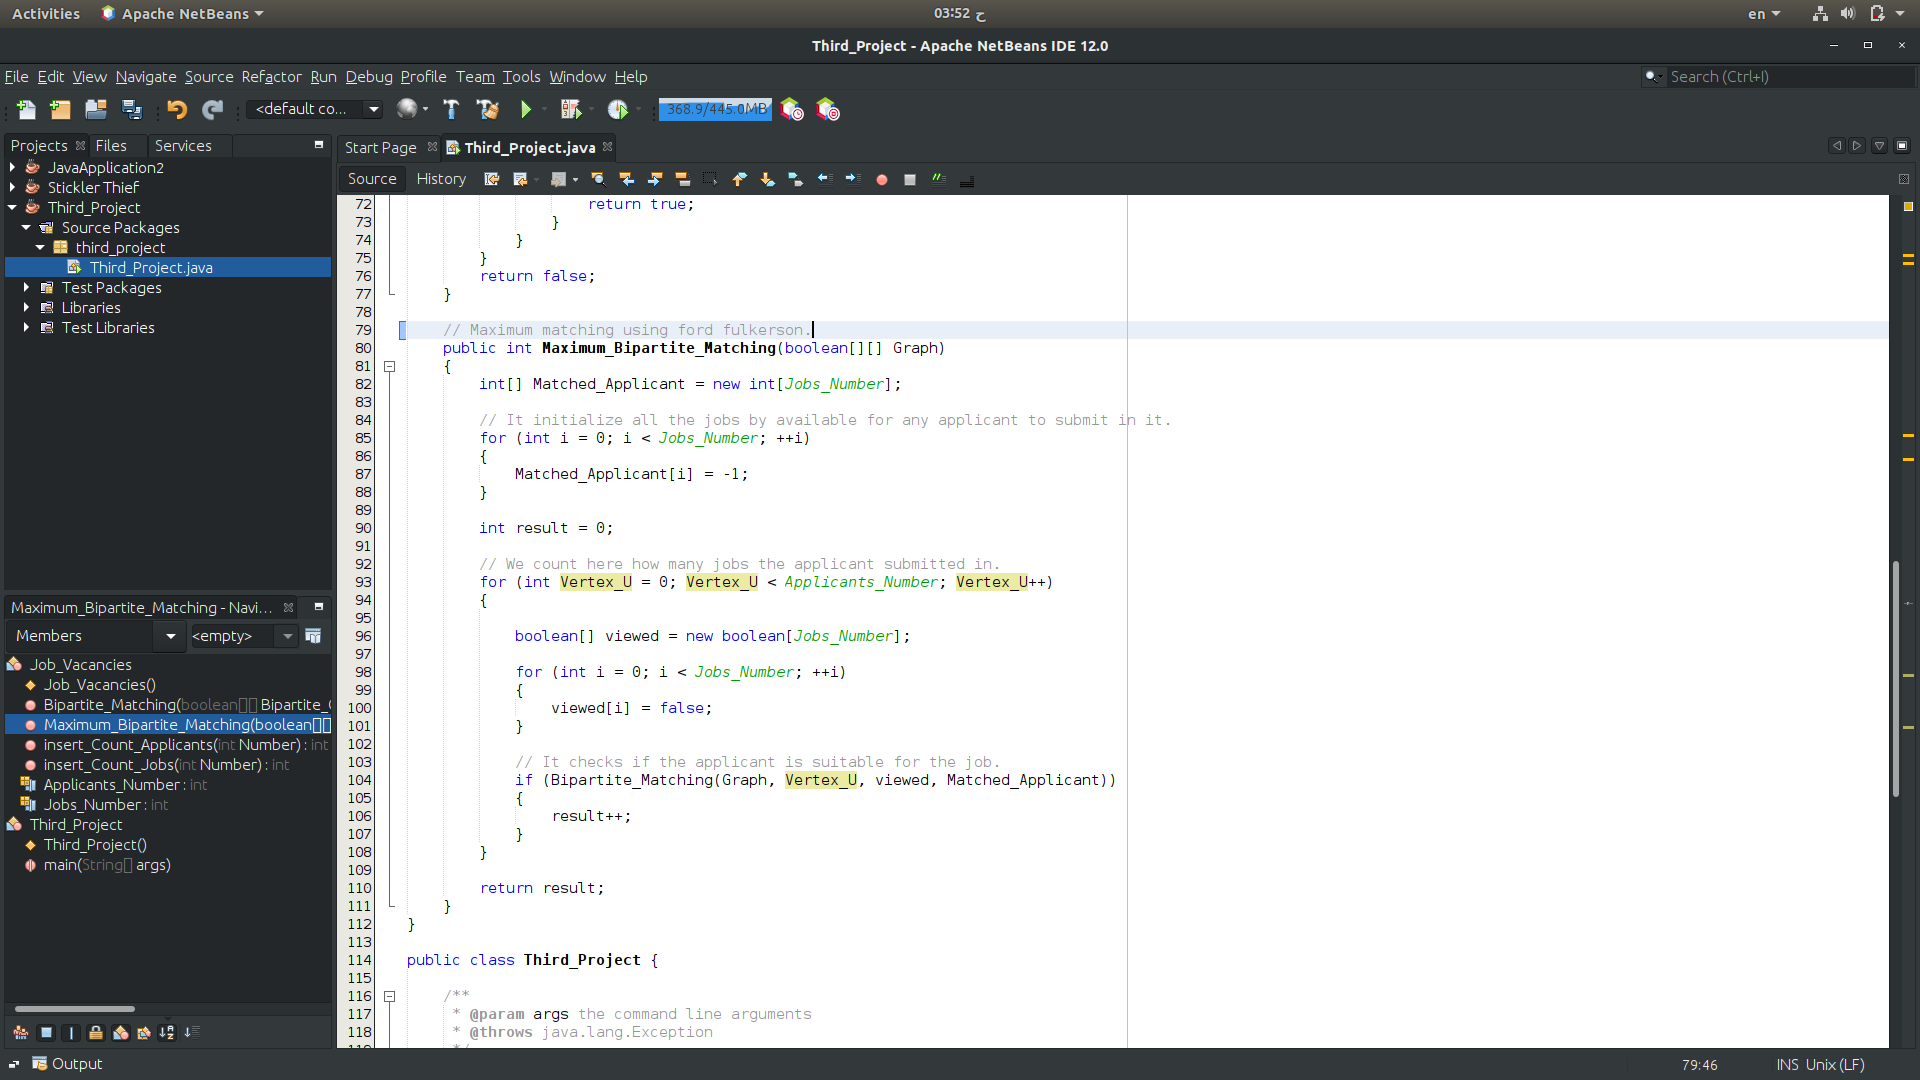 Activities Apache NetBeans 03:52 ح en
Third_Project - Apache NetBeans IDE 12.0
File Edit View Navigate Source Refactor Run Debug Profile Team Tools Window Help Search (Ctrl+I)
<default co... 368.9/445.0MB
Projects Files Services
JavaApplication2
Stickler Thief
Third_Project
Source Packages
third_project
Third_Project.java
Test Packages
Libraries
Test Libraries
Maximum_Bipartite_Matching - Navi...
Members <empty>
Job_Vacancies
Job_Vacancies()
Bipartite_Matching(boolean[][] Bipartite_
Maximum_Bipartite_Matching(boolean[][]
insert_Count_Applicants(int Number) : int
insert_Count_Jobs(int Number) : int
Applicants_Number : int
Jobs_Number : int
Third_Project
Third_Project()
main(String[] args)
Start Page Third_Project.java
Source History
72 return true;
73 }
74 }
75 }
76 return false;
77 }
78
79 // Maximum matching using ford fulkerson.
80 public int Maximum_Bipartite_Matching(boolean[][] Graph)
81 {
82 int[] Matched_Applicant = new int[Jobs_Number];
83
84 // It initialize all the jobs by available for any applicant to submit in it.
85 for (int i = 0; i < Jobs_Number; ++i)
86 {
87 Matched_Applicant[i] = -1;
88 }
89
90 int result = 0;
91
92 // We count here how many jobs the applicant submitted in.
93 for (int Vertex_U = 0; Vertex_U < Applicants_Number; Vertex_U++)
94 {
95
96 boolean[] viewed = new boolean[Jobs_Number];
97
98 for (int i = 0; i < Jobs_Number; ++i)
99 {
100 viewed[i] = false;
101 }
102
103 // It checks if the applicant is suitable for the job.
104 if (Bipartite_Matching(Graph, Vertex_U, viewed, Matched_Applicant))
105 {
106 result++;
107 }
108 }
109
110 return result;
111 }
112 }
113
114 public class Third_Project {
115
116 /**
117 * @param args the command line arguments
118 * @throws java.lang.Exception
Output 79:46 INS Unix (LF)